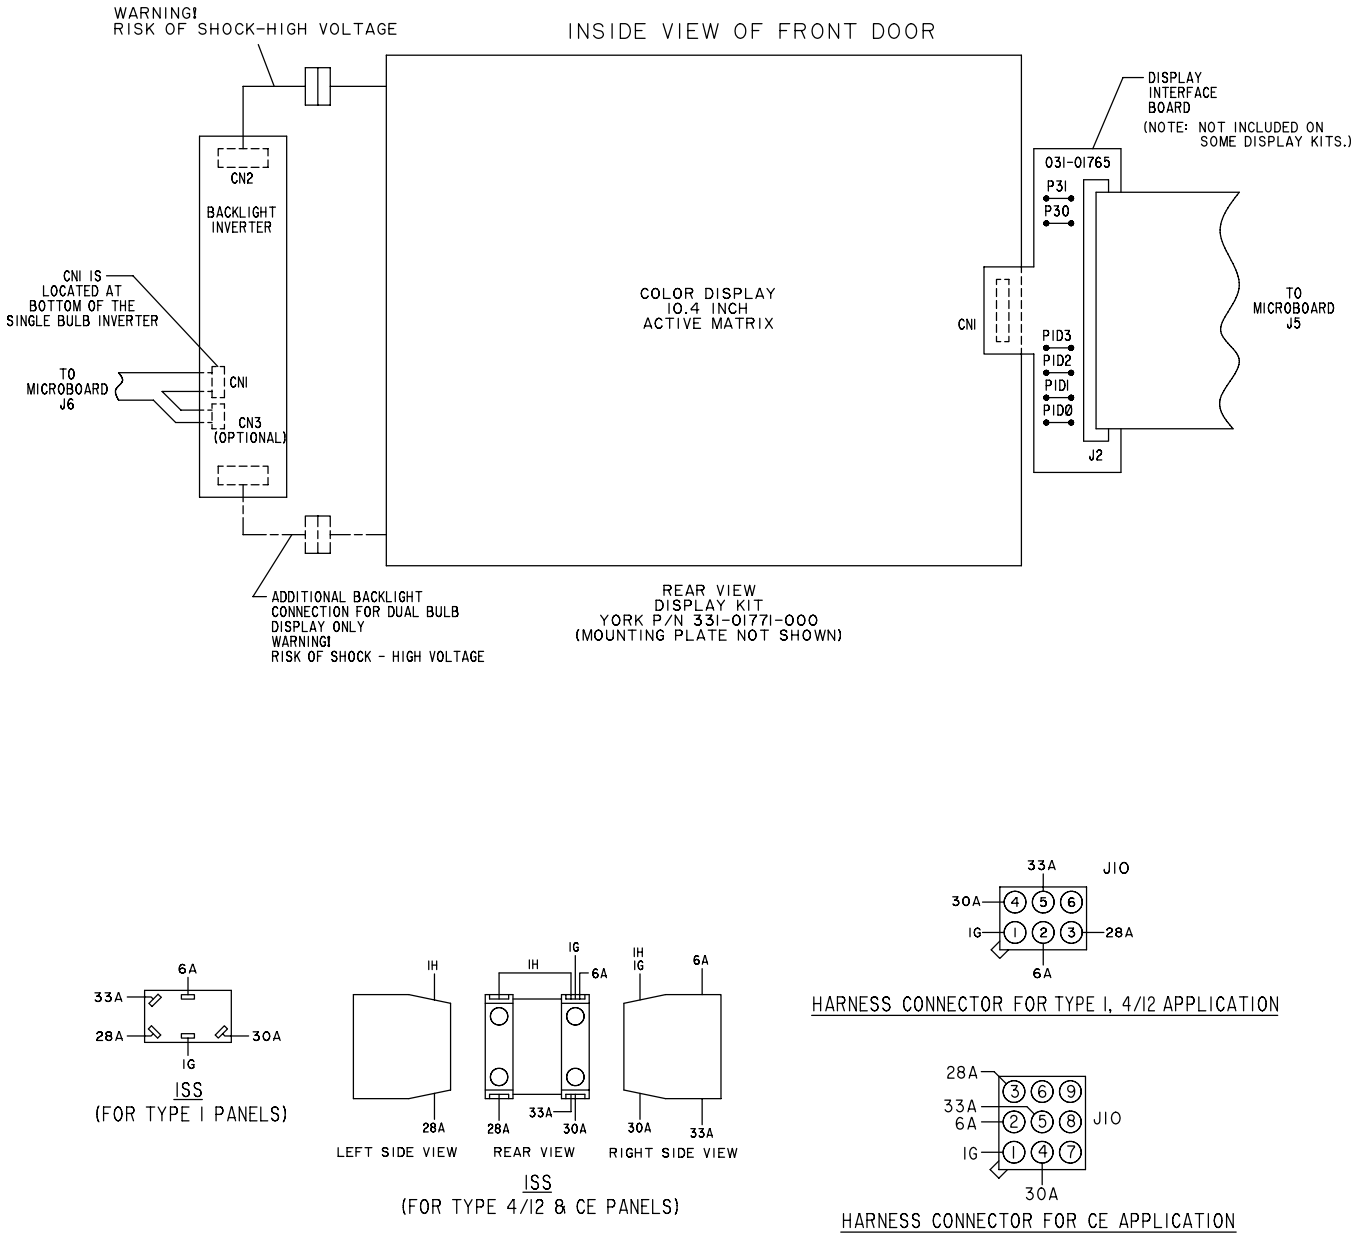 WARNING!
RISK OF SHOCK-HIGH VOLTAGE
INSIDE VIEW OF FRONT DOOR
DISPLAY
INTERFACE
BOARD
(NOTE: NOT INCLUDED ON
SOME DISPLAY KITS.)
031-01765
P31
P30
CN2
BACKLIGHT
INVERTER
CN1 IS
LOCATED AT
BOTTOM OF THE
SINGLE BULB INVERTER
COLOR DISPLAY
10.4 INCH
ACTIVE MATRIX
CN1
TO
MICROBOARD
J5
PID3
PID2
PID1
PID0
J2
TO
MICROBOARD
J6
CN1
CN3
(OPTIONAL)
ADDITIONAL BACKLIGHT
CONNECTION FOR DUAL BULB
DISPLAY ONLY
WARNING!
RISK OF SHOCK - HIGH VOLTAGE
REAR VIEW
DISPLAY KIT
YORK P/N 331-01771-000
(MOUNTING PLATE NOT SHOWN)
6A
33A
28A
30A
1G
1SS
(FOR TYPE 1 PANELS)
1H
28A
LEFT SIDE VIEW
1H
1G
6A
28A
33A
30A
REAR VIEW
1H
1G
6A
30A
33A
RIGHT SIDE VIEW
1SS
(FOR TYPE 4/12 & CE PANELS)
33A
J10
30A
4 5 6
1G
1 2 3
28A
6A
HARNESS CONNECTOR FOR TYPE 1, 4/12 APPLICATION
28A
3 6 9
33A
6A
2 5 8
J10
1G
1 4 7
30A
HARNESS CONNECTOR FOR CE APPLICATION